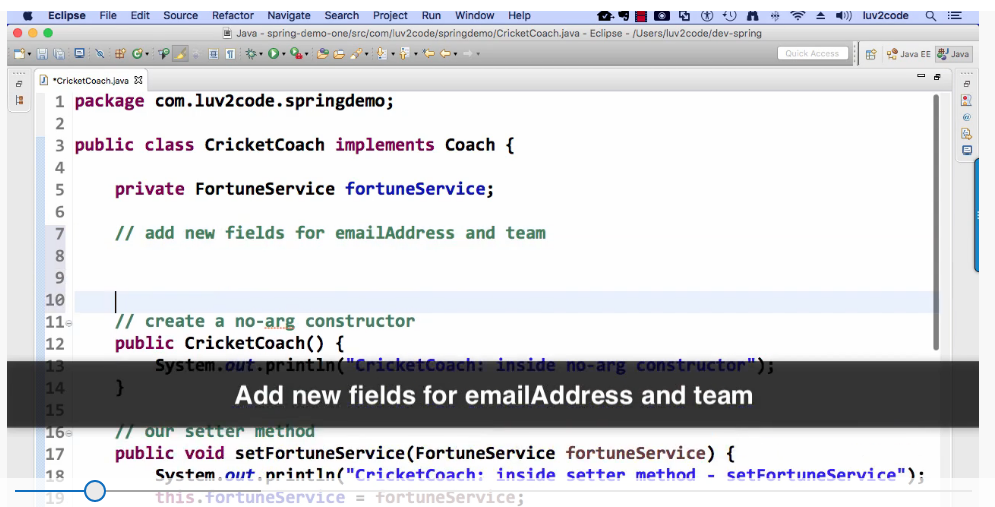 Eclipse File Edit Source Refactor Navigate Search Project Run Window Help luv2code
Java - spring-demo-one/src/com/luv2code/springdemo/CricketCoach.java - Eclipse - /Users/luv2code/dev-spring
Quick Access Java EE Java
*CricketCoach.java
1 package com.luv2code.springdemo;
2
3 public class CricketCoach implements Coach {
4
5 private FortuneService fortuneService;
6
7 // add new fields for emailAddress and team
8
9
10
11 // create a no-arg constructor
12 public CricketCoach() {
13 System.out.println("CricketCoach: inside no-arg constructor");
14 }
Add new fields for emailAddress and team
15
16 // our setter method
17 public void setFortuneService(FortuneService fortuneService) {
18 System.out.println("CricketCoach: inside setter method - setFortuneService");
19 this.fortuneService = fortuneService;